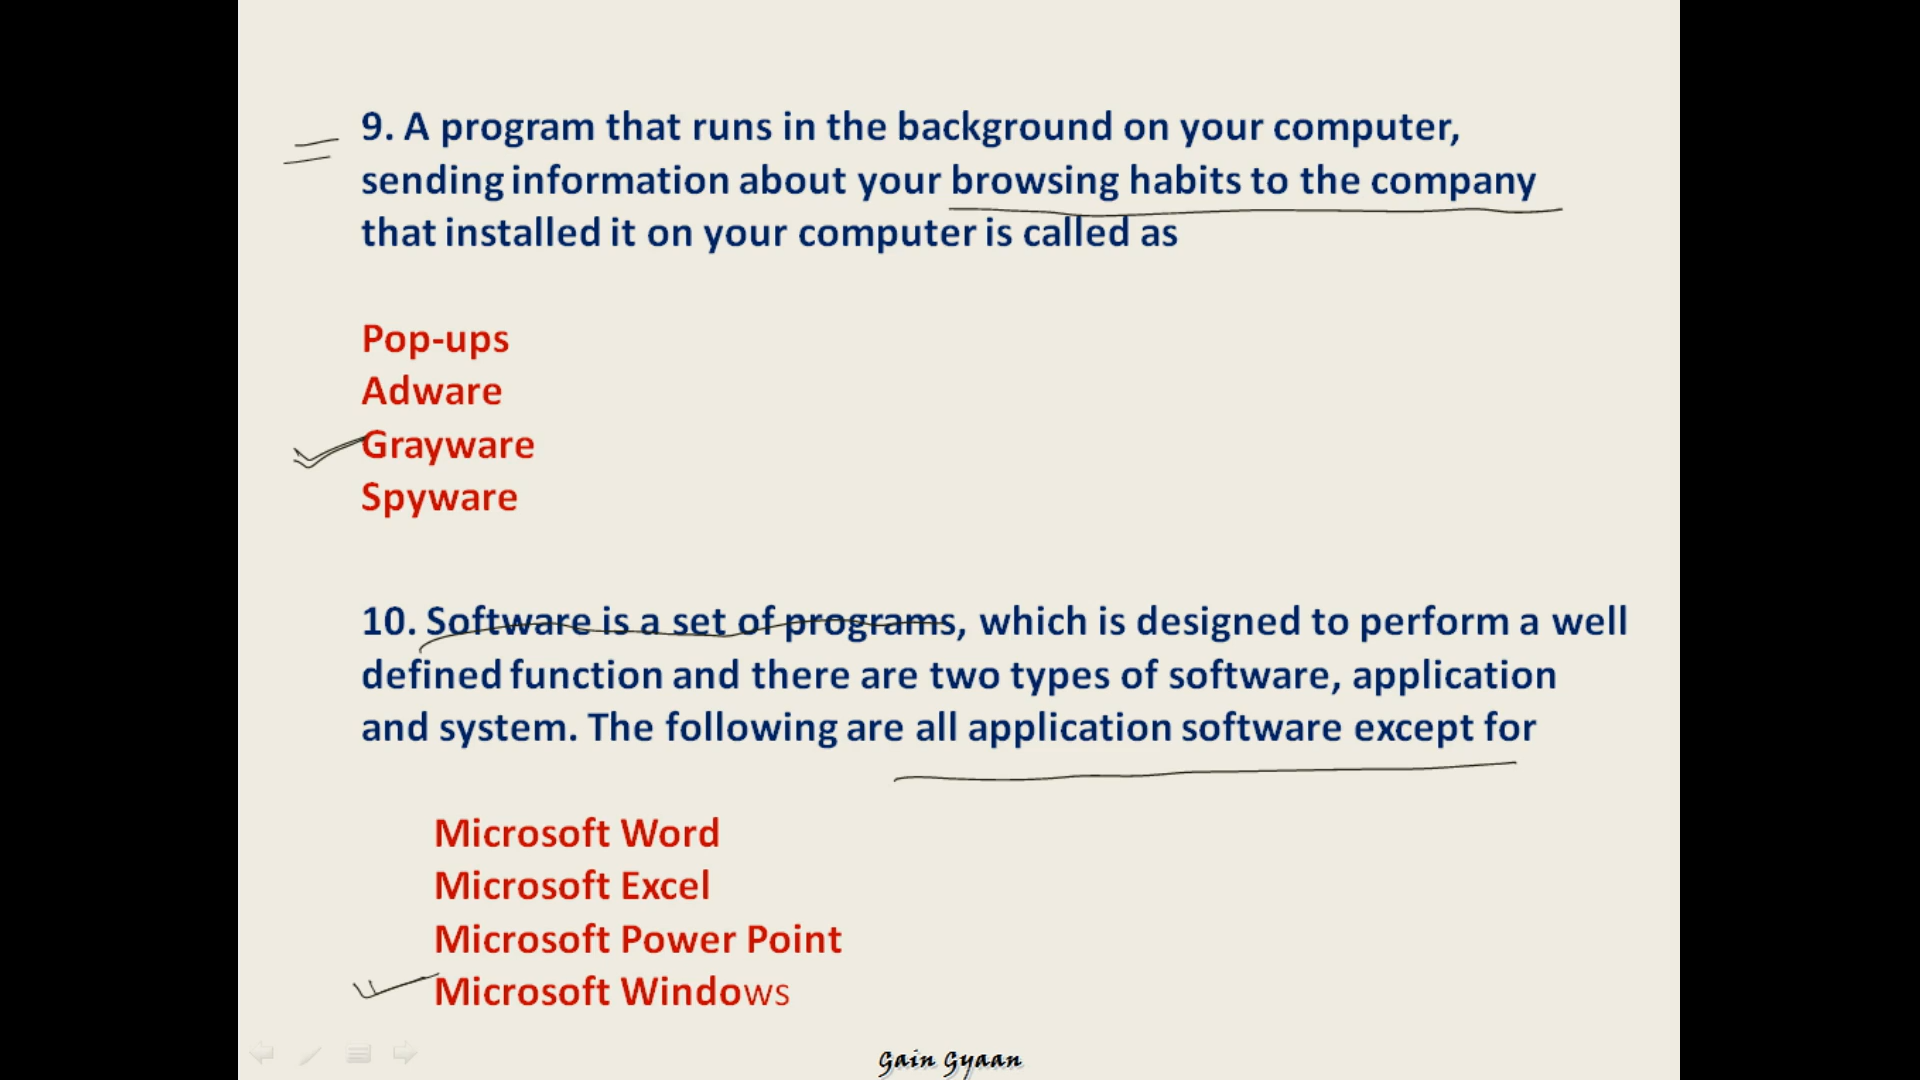 9. A program that runs in the background on your computer,
sending information about your browsing habits to the company
that installed it on your computer is called as
Pop-ups
Adware
Grayware
Spyware
10. Software is a set of programs, which is designed to perform a well
defined function and there are two types of software, application
and system. The following are all application software except for
Microsoft Word
Microsoft Excel
Microsoft Power Point
Microsoft Windows
Gain Gyaan